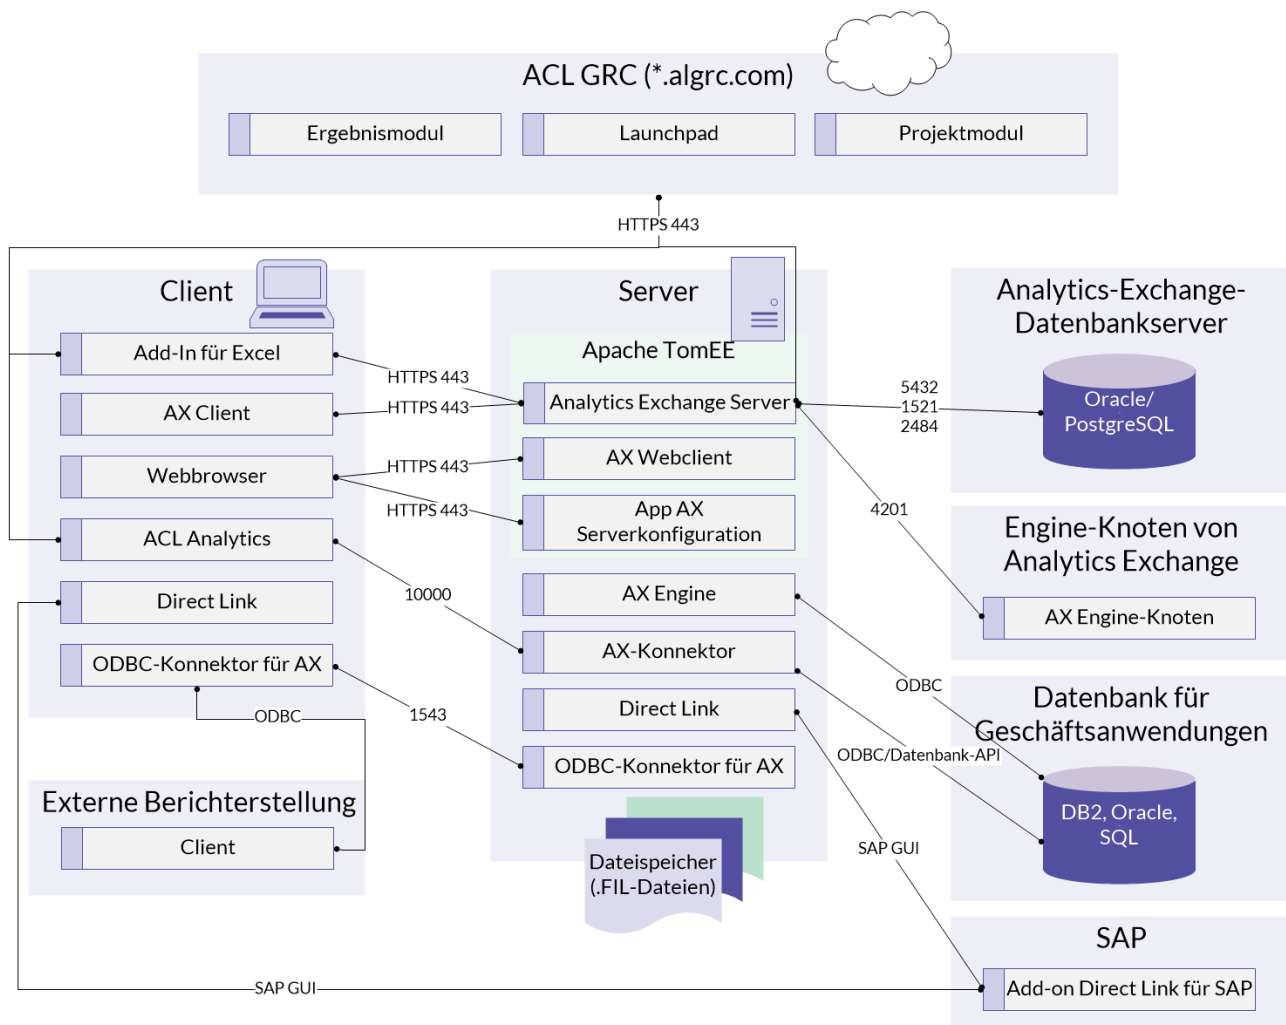 ACL GRC (*.algrc.com)
Ergebnismodul
Launchpad
Projektmodul
HTTPS 443
Client
Add-In für Excel
AX Client
Webbrowser
ACL Analytics
Direct Link
ODBC-Konnektor für AX
HTTPS 443
HTTPS 443
HTTPS 443
HTTPS 443
10000
1543
ODBC
Externe Berichterstellung
Client
Server
Apache TomEE
Analytics Exchange Server
AX Webclient
App AX
Serverkonfiguration
AX Engine
AX-Konnektor
Direct Link
ODBC-Konnektor für AX
Dateispeicher
(.FIL-Dateien)
5432
1521
2484
4201
ODBC
ODBC/Datenbank-API
SAP GUI
SAP GUI
Analytics-Exchange-
Datenbankserver
Oracle/
PostgreSQL
Engine-Knoten von
Analytics Exchange
AX Engine-Knoten
Datenbank für
Geschäftsanwendungen
DB2, Oracle,
SQL
SAP
Add-on Direct Link für SAP